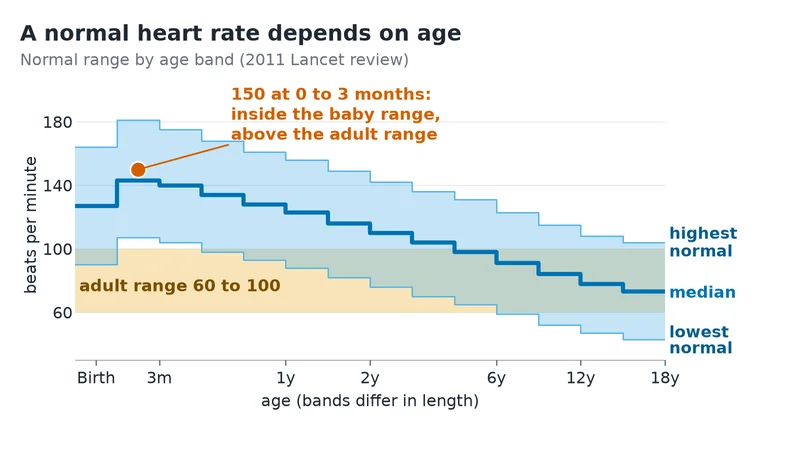 A normal heart rate depends on age
Normal range by age band (2011 Lancet review)
150 at 0 to 3 months:
inside the baby range,
above the adult range
180
140
100
60
beats per minute
adult range 60 to 100
highest
normal
median
lowest
normal
Birth
3m
1y
2y
6y
12y
18y
age (bands differ in length)